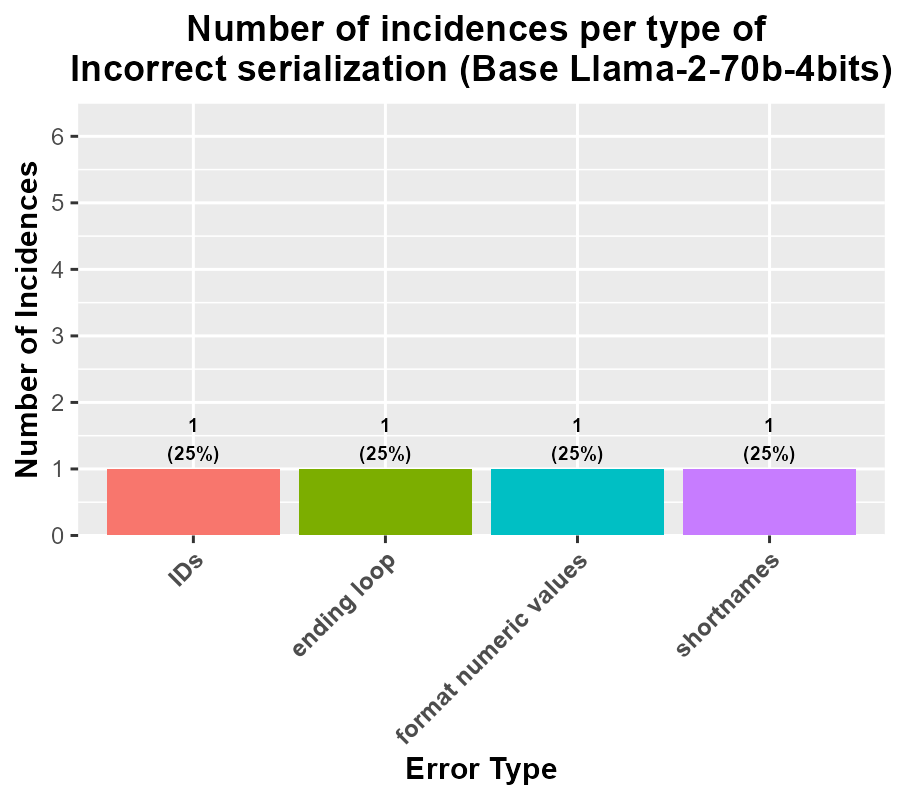 Number of incidences per type of
Incorrect serialization (Base Llama-2-70b-4bits)
Number of Incidences
6
5
4
3
2
1
0
1
(25%)
1
(25%)
1
(25%)
1
(25%)
IDs
ending loop
format numeric values
shortnames
Error Type